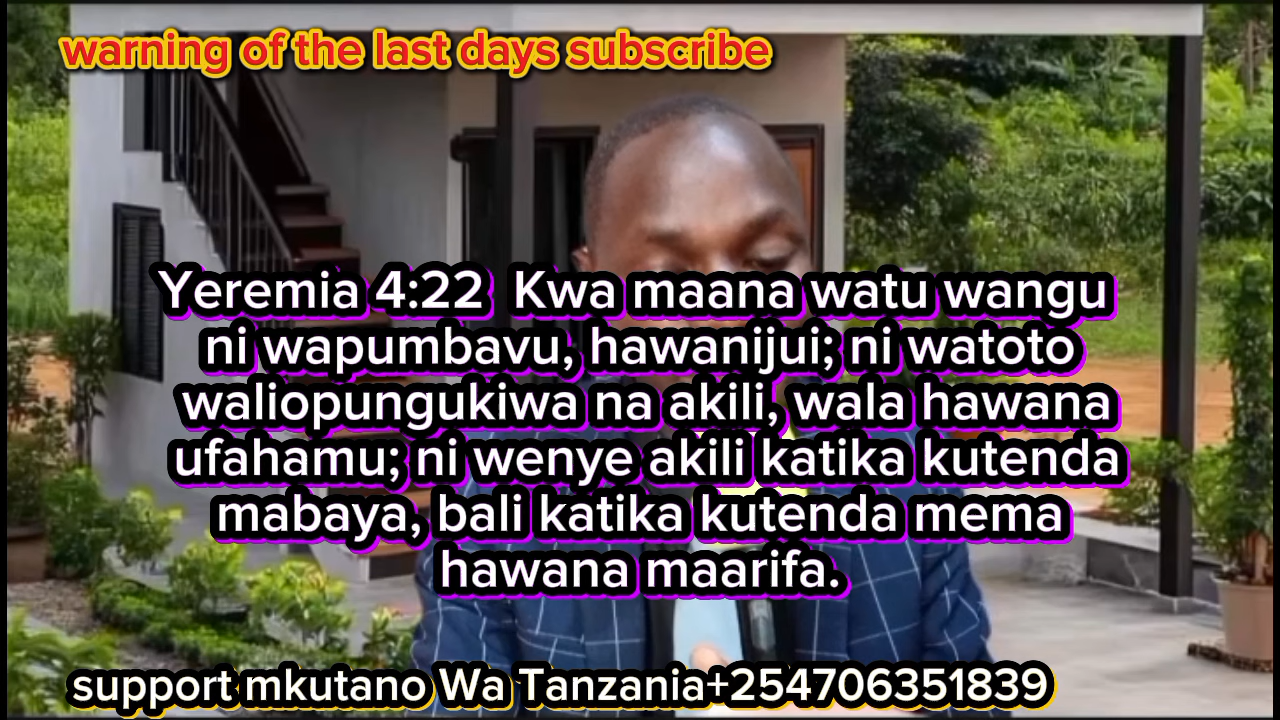 warning of the last days subscribe
Yeremia 4:22 Kwa maana watu wangu
ni wapumbavu, hawanijui; ni watoto
waliopungukiwa na akili, wala hawana
ufahamu; ni wenye akili katika kutenda
mabaya, bali katika kutenda mema
hawana maarifa.
support mkutano Wa Tanzania+254706351839